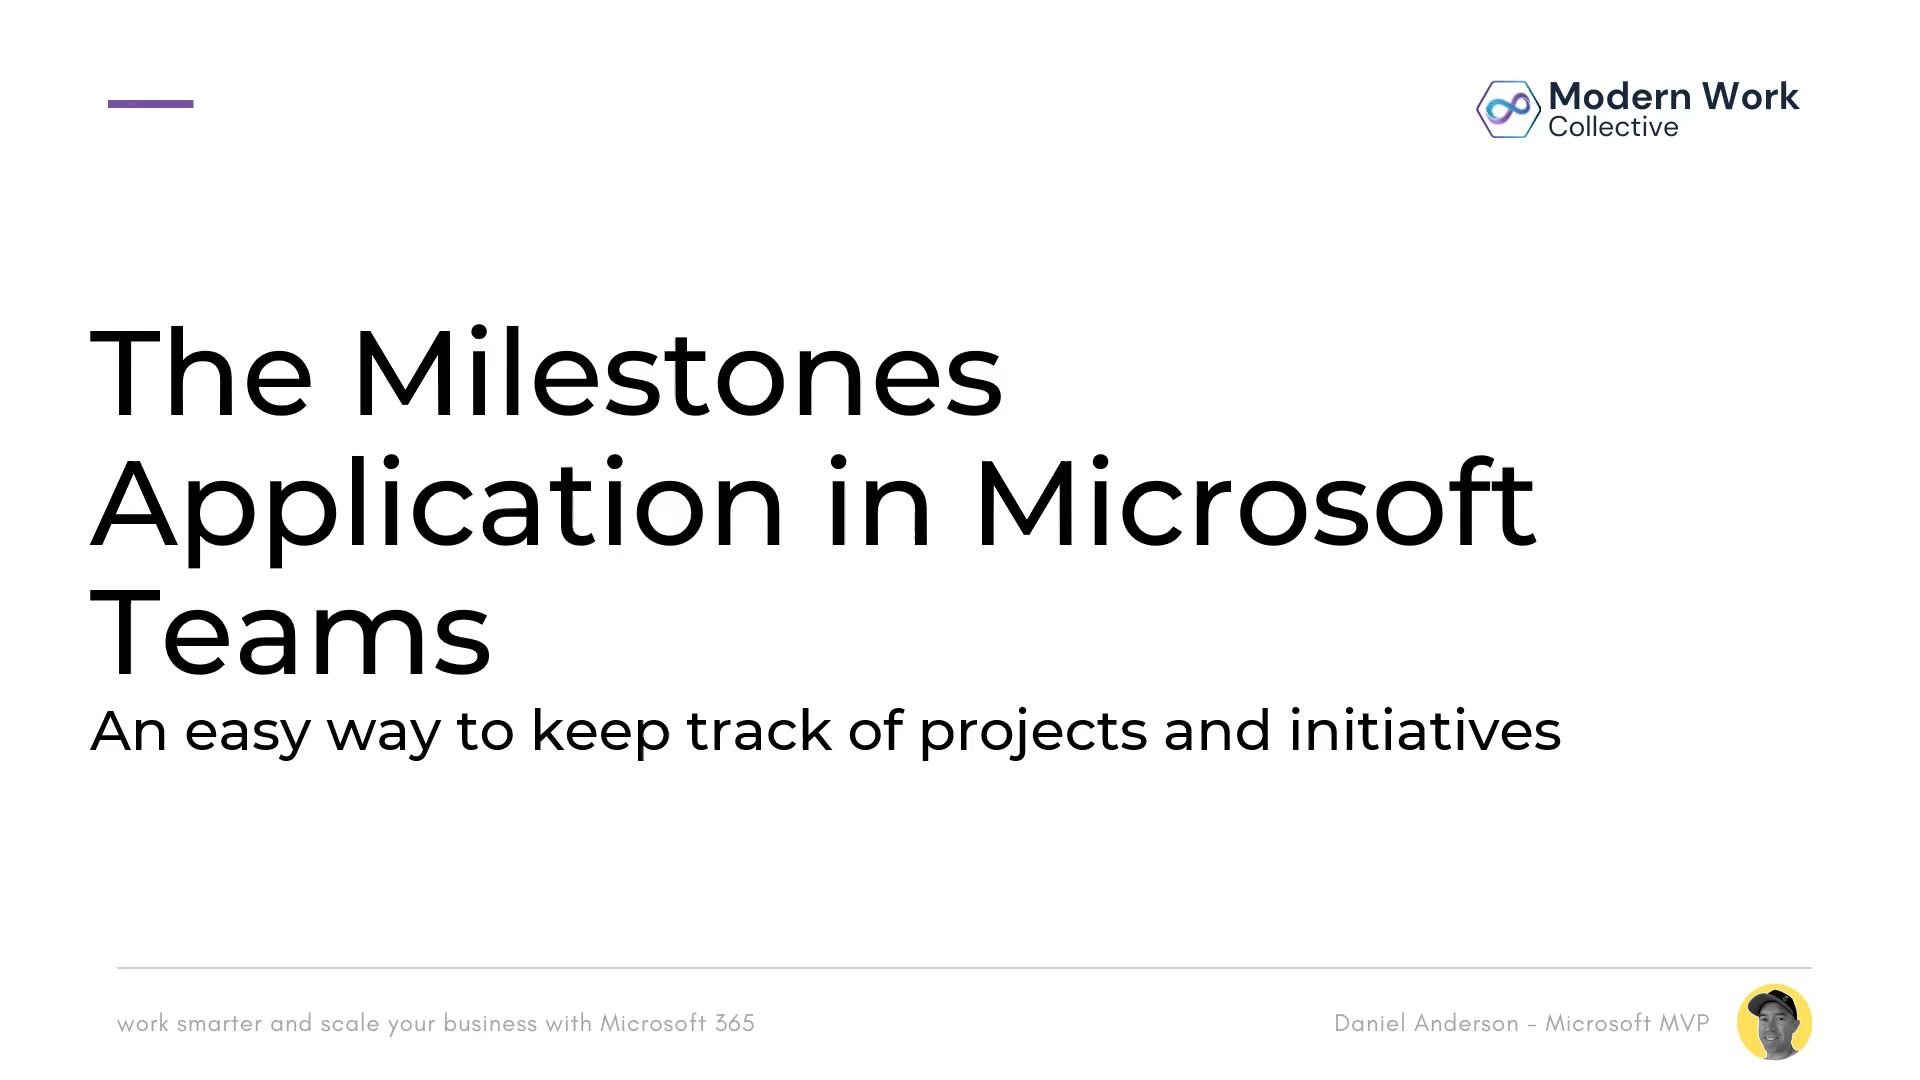 Modern Work
Collective
The Milestones
Application in Microsoft
Teams
An easy way to keep track of projects and initiatives
work smarter and scale your business with Microsoft 365
Daniel Anderson - Microsoft MVP